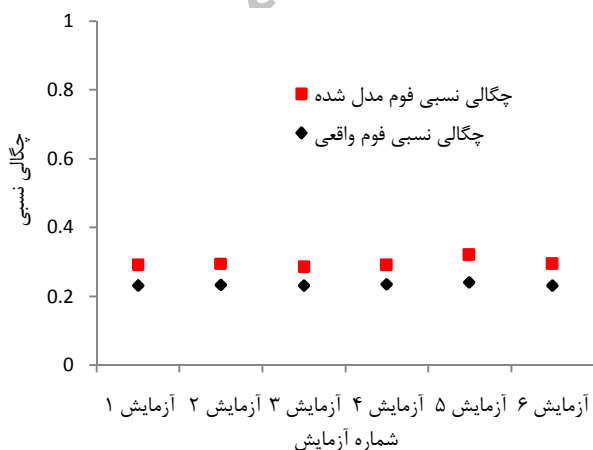 1
0.8
0.6
0.4
0.2
0
چگالی نسبی
چگالی نسبی فوم مدل شده
چگالی نسبی فوم واقعی
آزمایش ۱ آزمایش ۲ آزمایش ۳ آزمایش ۴ آزمایش ۵ آزمایش ۶
شماره آزمایش